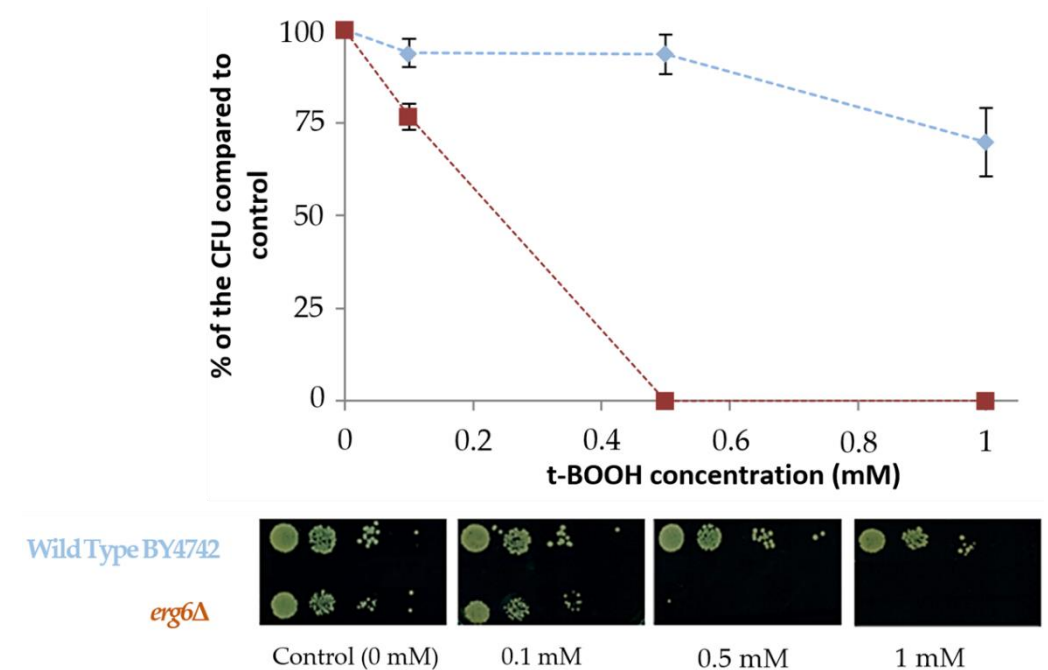 % of the CFU compared to
control
100
75
50
25
0
0
0.2
0.4
0.6
0.8
1
t-BOOH concentration (mM)
Wild Type BY4742
erg6Δ
Control (0 mM)
0.1 mM
0.5 mM
1 mM